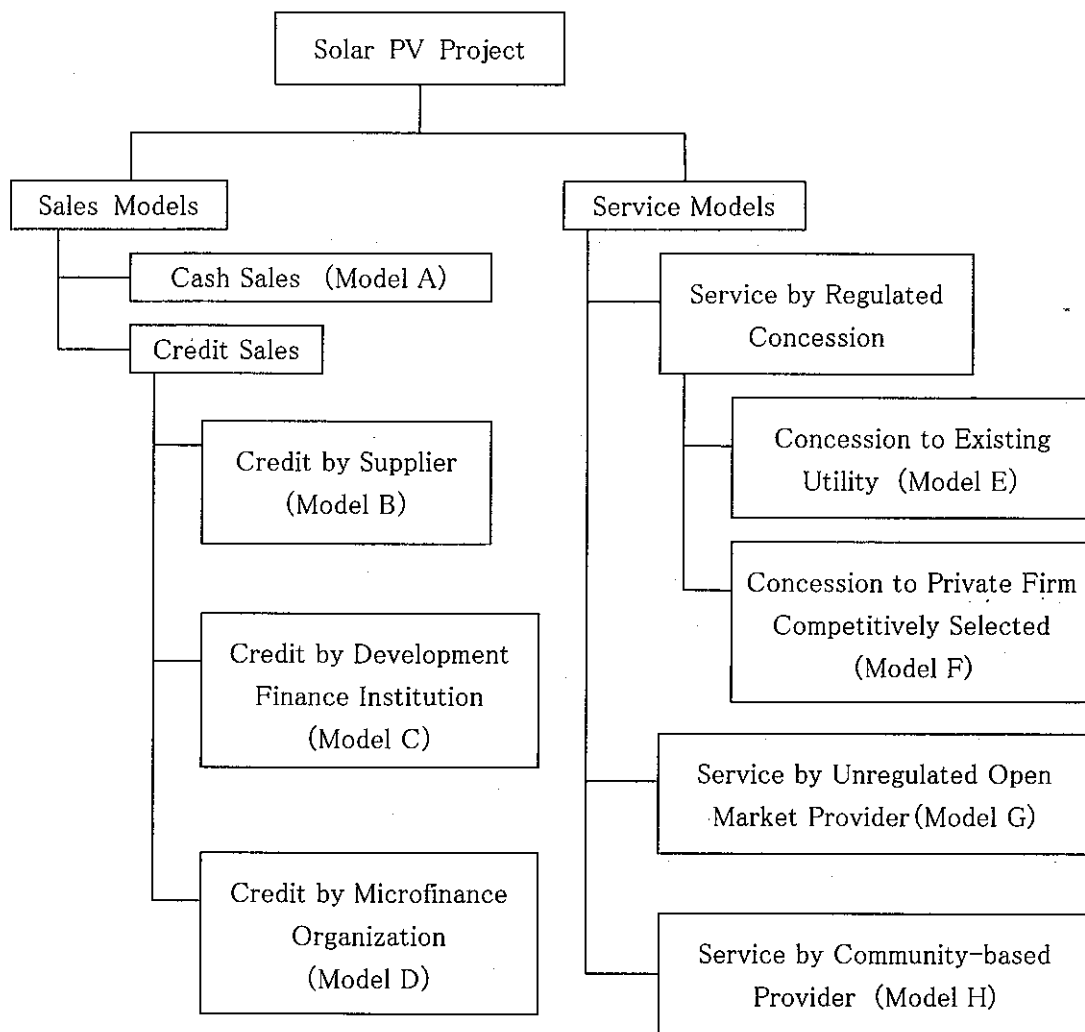 Solar PV Project
Sales Models
Service Models
Cash Sales (Model A)
Credit Sales
Credit by Supplier
(Model B)
Credit by Development
Finance Institution
(Model C)
Credit by Microfinance
Organization
(Model D)
Service by Regulated
Concession
Concession to Existing
Utility (Model E)
Concession to Private Firm
Competitively Selected
(Model F)
Service by Unregulated Open
Market Provider(Model G)
Service by Community-based
Provider (Model H)